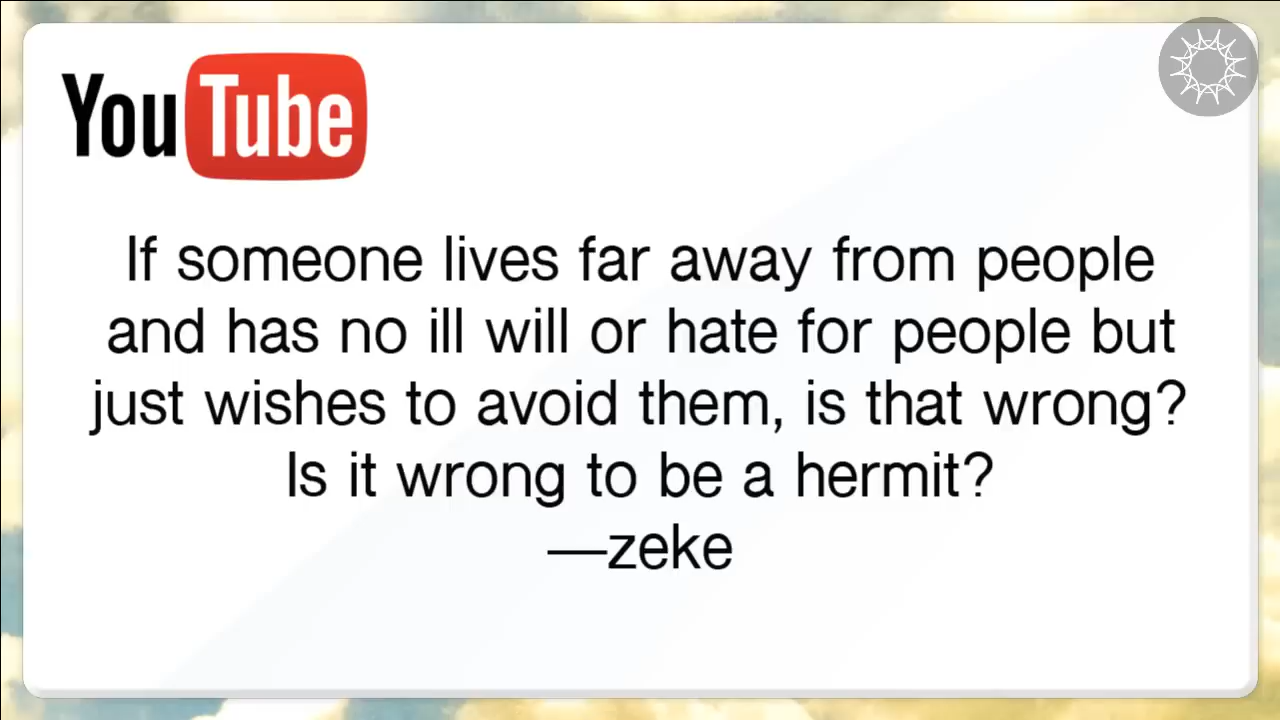 YouTube
If someone lives far away from people
and has no ill will or hate for people but
just wishes to avoid them, is that wrong?
Is it wrong to be a hermit?
—zeke